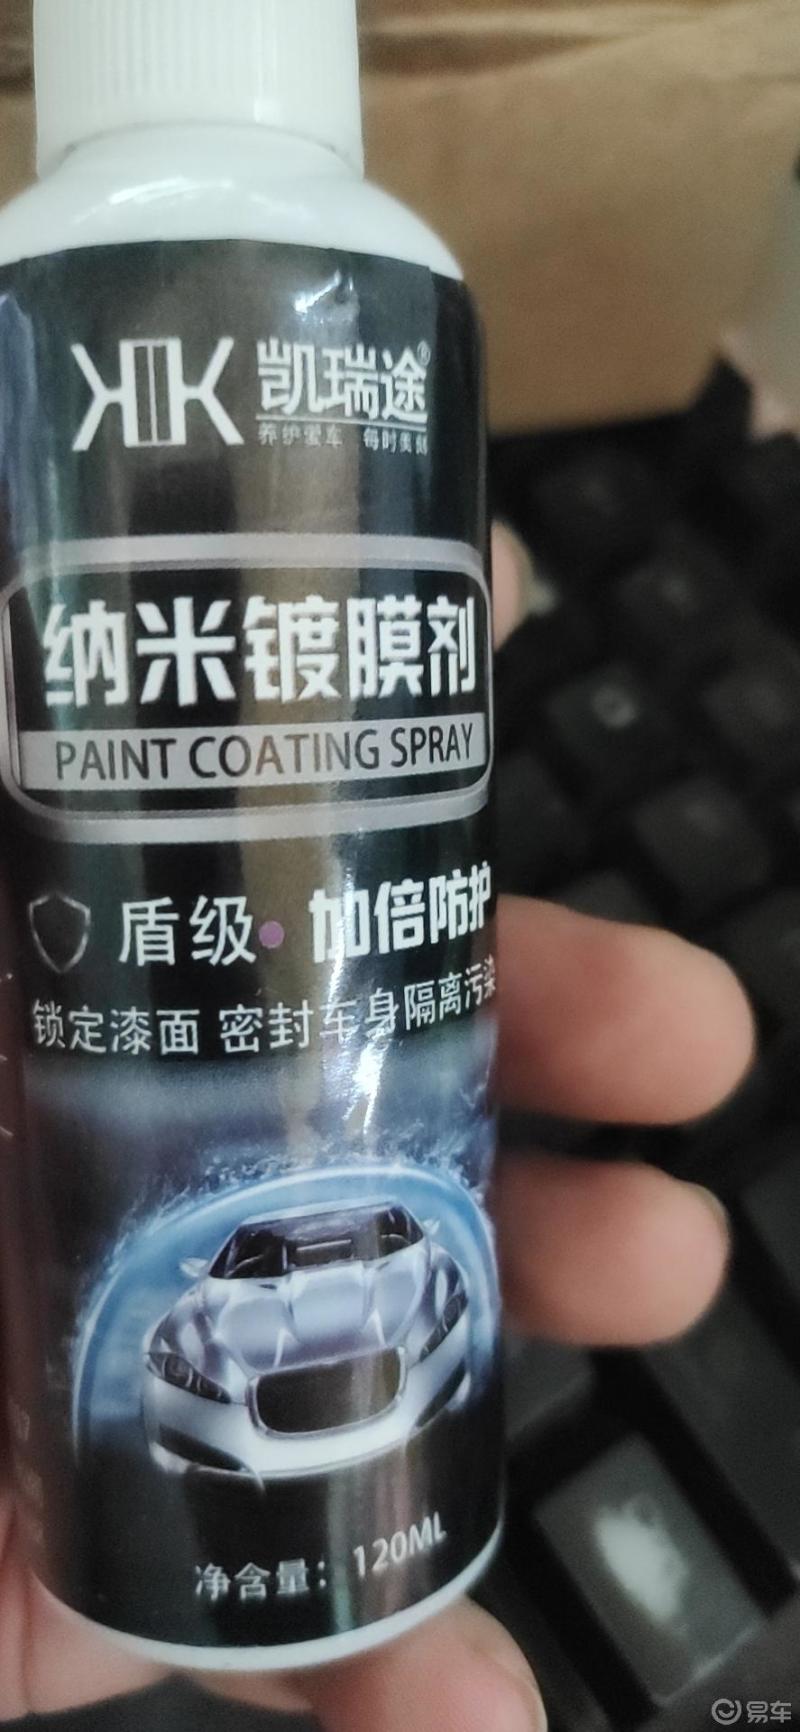 凯瑞途®
养护爱车 每时美刻
纳米镀膜剂
PAINT COATING SPRAY
盾级·加倍防护
锁定漆面 密封车身隔离污染
净含量：120ML
易车